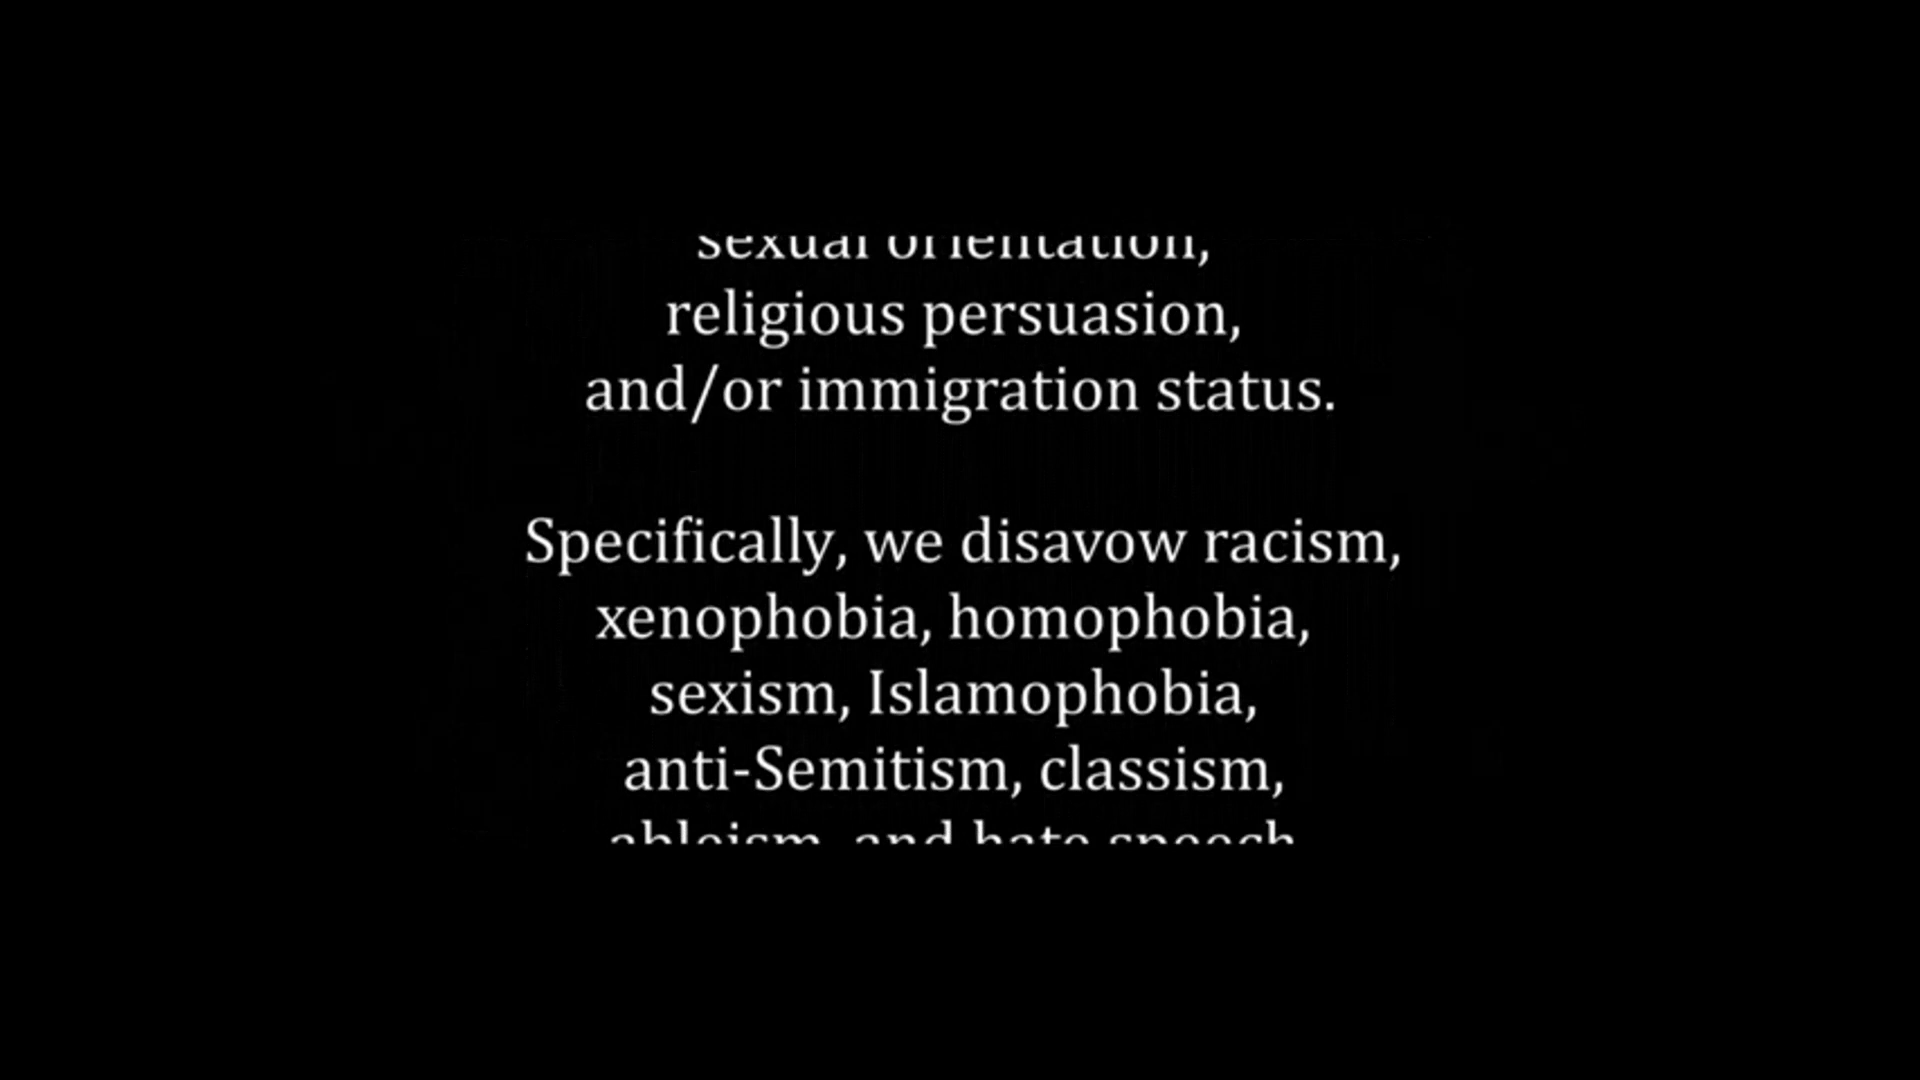 sexual orientation,
religious persuasion,
and/or immigration status.
Specifically, we disavow racism,
xenophobia, homophobia,
sexism, Islamophobia,
anti-Semitism, classism,
ableism, and hate speech